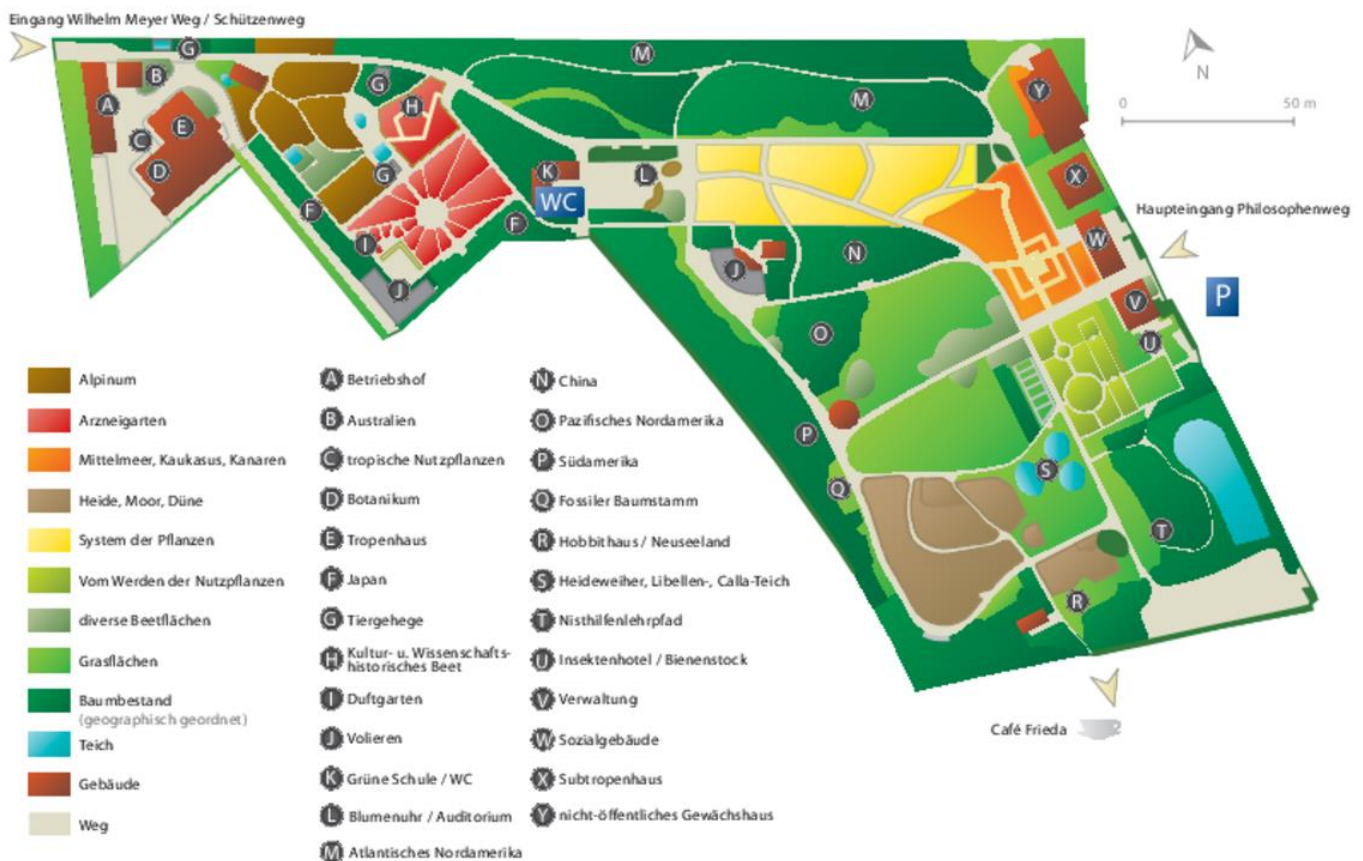 Eingang Wilhelm Meyer Weg / Schützenweg
G
M
B
G
N
A
H
M
Y
0
50 m
E
C
D
G
K
L
X
WC
Haupteingang Philosophenweg
F
F
W
I
J
N
J
V
P
O
U
P
S
Q
T
R
Café Frieda
Alpinum
Arzneigarten
Mittelmeer, Kaukasus, Kanaren
Heide, Moor, Düne
System der Pflanzen
Vom Werden der Nutzpflanzen
diverse Beetflächen
Grasflächen
Baumbestand
(geographisch geordnet)
Teich
Gebäude
Weg
A Betriebshof
B Australien
C tropische Nutzpflanzen
D Botanikum
E Tropenhaus
F Japan
G Tiergehege
H Kultur- u. Wissenschafts-
historisches Beet
I Duftgarten
J Volieren
K Grüne Schule / WC
L Blumenuhr / Auditorium
M Atlantisches Nordamerika
N China
O Pazifisches Nordamerika
P Südamerika
Q Fossiler Baumstamm
R Hobbithaus / Neuseeland
S Heideweiher, Libellen-, Calla-Teich
T Nisthilfenlehrpfad
U Insektenhotel / Bienenstock
V Verwaltung
W Sozialgebäude
X Subtropenhaus
Y nicht-öffentliches Gewächshaus